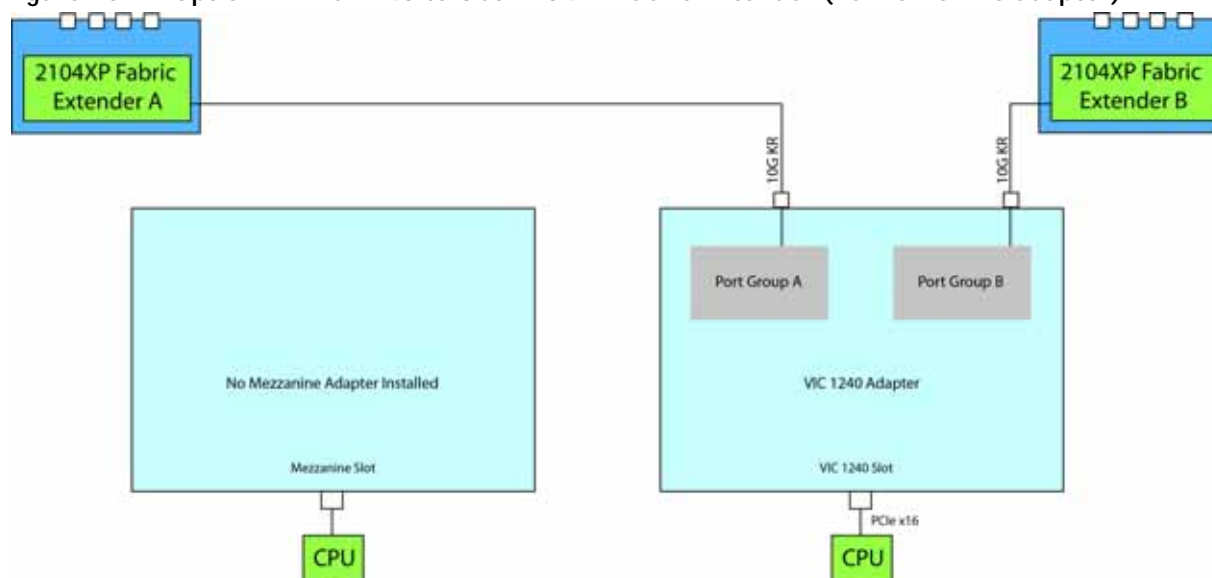 2104XP Fabric
Extender A
2104XP Fabric
Extender B
10G KR
10G KR
Port Group A
Port Group B
No Mezzanine Adapter Installed
VIC 1240 Adapter
Mezzanine Slot
VIC 1240 Slot
PCIe x16
CPU
CPU